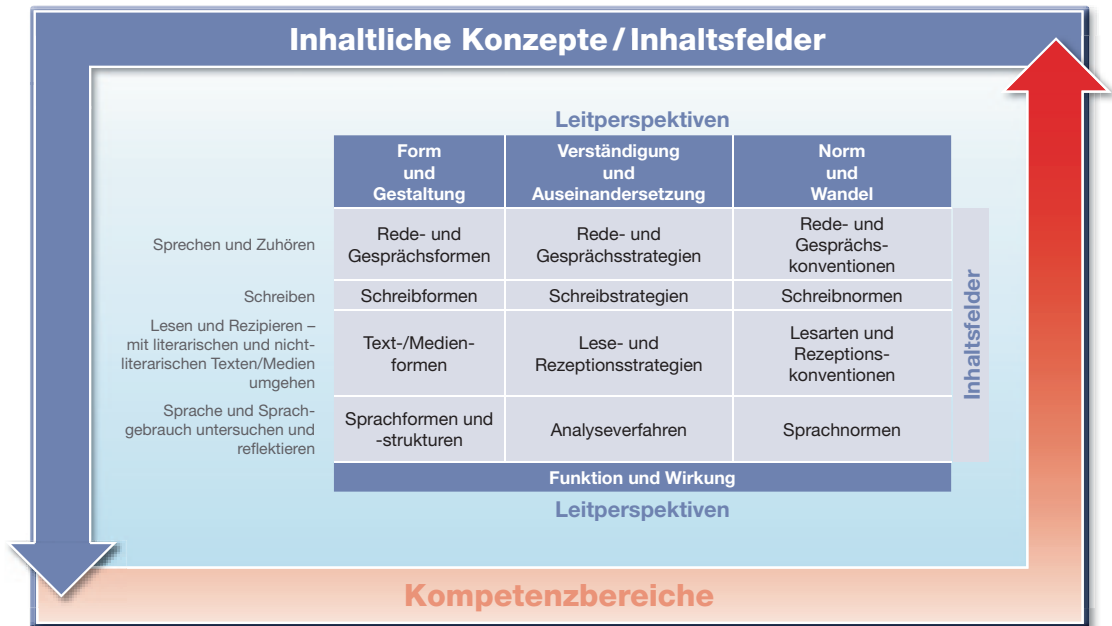 Inhaltliche Konzepte / Inhaltsfelder
Leitperspektiven
Form
und
Gestaltung
Verständigung
und
Auseinandersetzung
Norm
und
Wandel
Sprechen und Zuhören
Rede- und
Gesprächsformen
Rede- und
Gesprächsstrategien
Rede- und
Gesprächs-
konventionen
Schreiben
Schreibformen
Schreibstrategien
Schreibnormen
Lesen und Rezipieren –
mit literarischen und nicht-
literarischen Texten/Medien
umgehen
Text-/Medien-
formen
Lese- und
Rezeptionsstrategien
Lesarten und
Rezeptions-
konventionen
Sprache und Sprach-
gebrauch untersuchen und
reflektieren
Sprachformen und
-strukturen
Analyseverfahren
Sprachnormen
Inhaltsfelder
Funktion und Wirkung
Leitperspektiven
Kompetenzbereiche